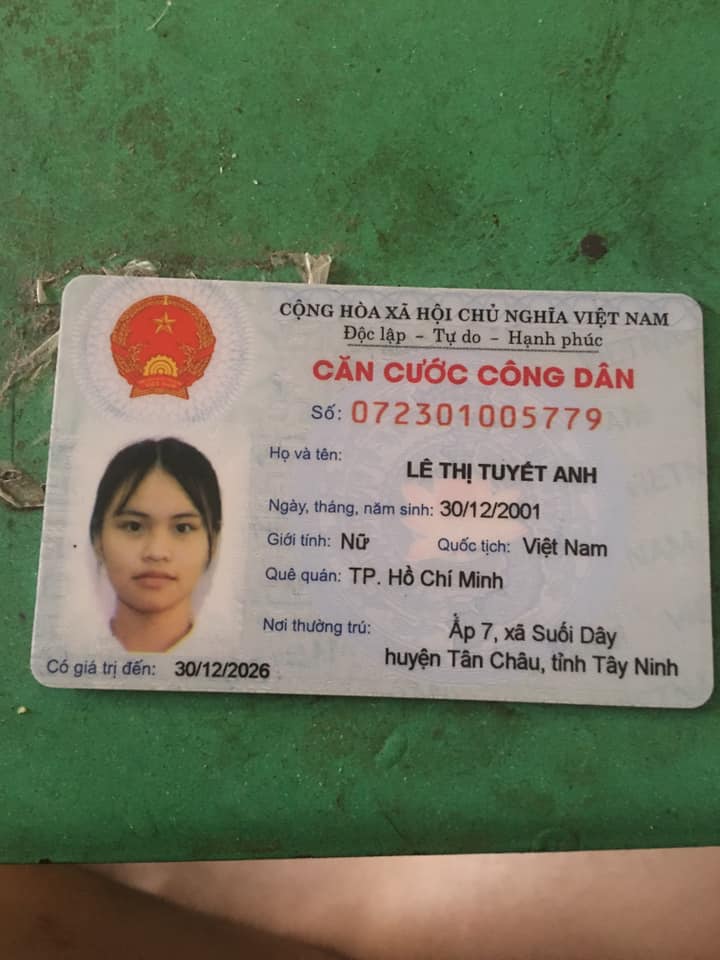 CỘNG HÒA XÃ HỘI CHỦ NGHĨA VIỆT NAM
Độc lập – Tự do – Hạnh phúc
CĂN CƯỚC CÔNG DÂN
Số: 072301005779
Họ và tên:
LÊ THỊ TUYẾT ANH
Ngày, tháng, năm sinh: 30/12/2001
Giới tính: Nữ Quốc tịch: Việt Nam
Quê quán: TP. Hồ Chí Minh
Nơi thường trú: Ấp 7, xã Suối Dây
huyện Tân Châu, tỉnh Tây Ninh
Có giá trị đến: 30/12/2026